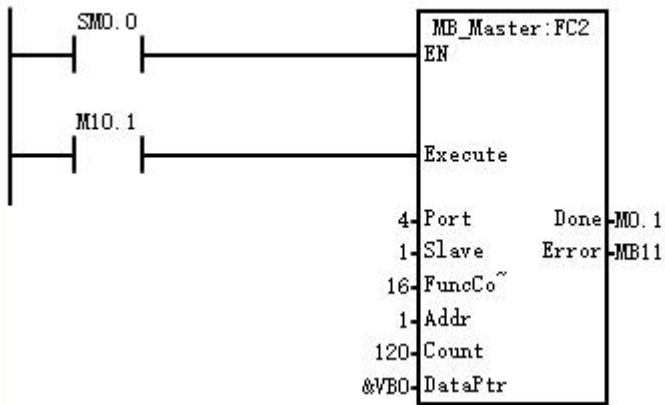 SM0.0
MB_Master:FC2
EN
M10.1
Execute
4 Port Done M0.1
1 Slave Error MB11
16 FuncCo~
1 Addr
120 Count
&VB0 DataPtr